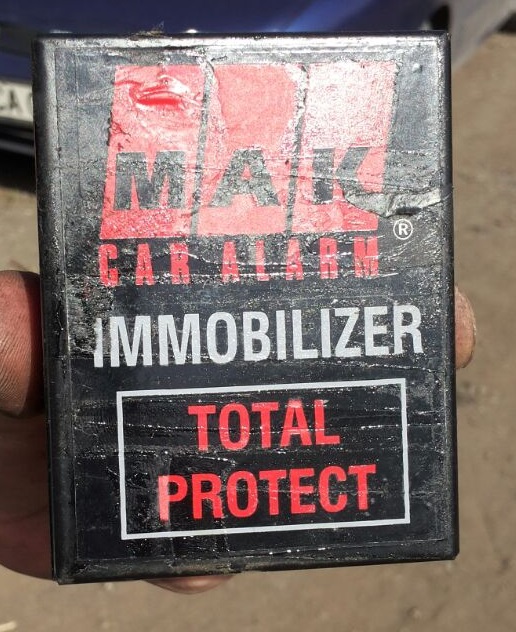 MAK
®
CAR ALARM
IMMOBILIZER
TOTAL
PROTECT